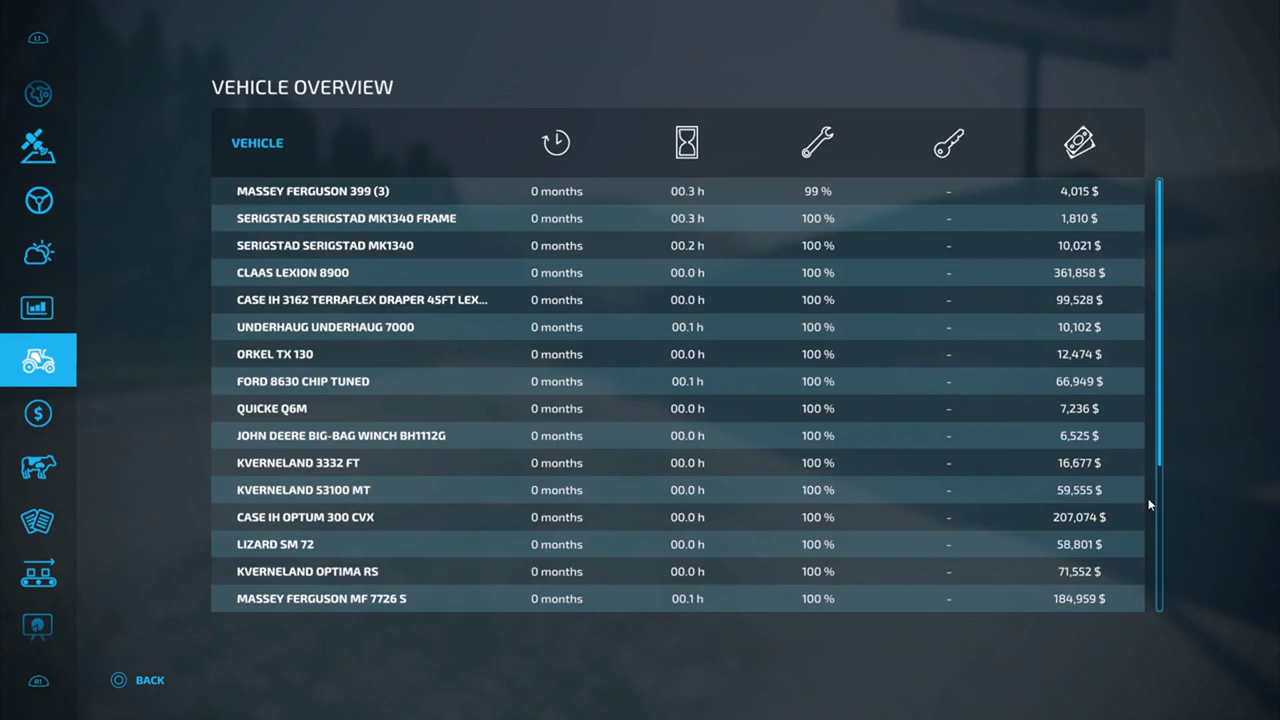 L1
VEHICLE OVERVIEW
VEHICLE
MASSEY FERGUSON 399 (3) 0 months 00.3 h 99 % - 4,015 $
SERIGSTAD SERIGSTAD MK1340 FRAME 0 months 00.3 h 100 % - 1,810 $
SERIGSTAD SERIGSTAD MK1340 0 months 00.2 h 100 % - 10,021 $
CLAAS LEXION 8900 0 months 00.0 h 100 % - 361,858 $
CASE IH 3162 TERRAFLEX DRAPER 45FT LEX... 0 months 00.0 h 100 % - 99,528 $
UNDERHAUG UNDERHAUG 7000 0 months 00.1 h 100 % - 10,102 $
ORKEL TX 130 0 months 00.0 h 100 % - 12,474 $
FORD 8630 CHIP TUNED 0 months 00.1 h 100 % - 66,949 $
QUICKE Q6M 0 months 00.0 h 100 % - 7,236 $
JOHN DEERE BIG-BAG WINCH BH1112G 0 months 00.0 h 100 % - 6,525 $
KVERNELAND 3332 FT 0 months 00.0 h 100 % - 16,677 $
KVERNELAND 53100 MT 0 months 00.0 h 100 % - 59,555 $
CASE IH OPTUM 300 CVX 0 months 00.0 h 100 % - 207,074 $
LIZARD SM 72 0 months 00.0 h 100 % - 58,801 $
KVERNELAND OPTIMA RS 0 months 00.0 h 100 % - 71,552 $
MASSEY FERGUSON MF 7726 S 0 months 00.1 h 100 % - 184,959 $
R1
BACK